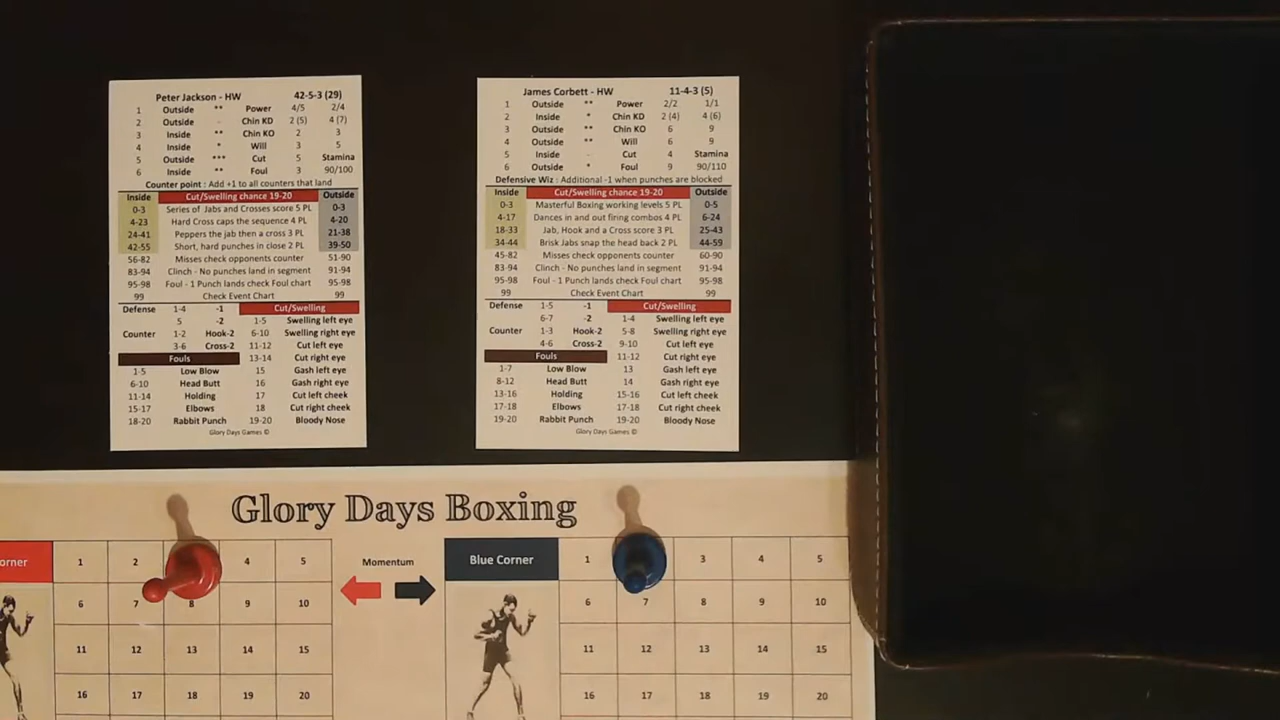 Peter Jackson - HW 42-5-3 (29)
1 Outside ** Power 4/5 2/4
2 Outside - Chin KD 2 (5) 4 (7)
3 Inside ** Chin KO 2 3
4 Inside * Will 3 5
5 Outside *** Cut 5 Stamina
6 Inside ** Foul 3 90/100
Counter point : Add +1 to all counters that land
Inside Cut/Swelling chance 19-20 Outside
0-3 Series of Jabs and Crosses score 5 PL 0-3
4-23 Hard Cross caps the sequence 4 PL 4-20
24-41 Peppers the jab then a cross 3 PL 21-38
42-55 Short, hard punches in close 2 PL 39-50
56-82 Misses check opponents counter 51-90
83-94 Clinch - No punches land in segment 91-94
95-98 Foul - 1 Punch lands check Foul chart 95-98
99 Check Event Chart 99
Defense 1-4 -1 Cut/Swelling
5 -2 1-5 Swelling left eye
Counter 1-2 Hook-2 6-10 Swelling right eye
3-6 Cross-2 11-12 Cut left eye
Fouls 13-14 Cut right eye
1-5 Low Blow 15 Gash left eye
6-10 Head Butt 16 Gash right eye
11-14 Holding 17 Cut left cheek
15-17 Elbows 18 Cut right cheek
18-20 Rabbit Punch 19-20 Bloody Nose
Glory Days Games ©
James Corbett - HW 11-4-3 (5)
1 Outside ** Power 2/2 1/1
2 Inside * Chin KD 2 (4) 4 (6)
3 Outside ** Chin KO 6 9
4 Outside ** Will 6 9
5 Inside - Cut 4 Stamina
6 Outside * Foul 9 90/110
Defensive Wiz : Additional -1 when punches are blocked
Inside Cut/Swelling chance 19-20 Outside
0-3 Masterful Boxing working levels 5 PL 0-5
4-17 Dances in and out firing combos 4 PL 6-24
18-33 Jab, Hook and a Cross score 3 PL 25-43
34-44 Brisk Jabs snap the head back 2 PL 44-59
45-82 Misses check opponents counter 60-90
83-94 Clinch - No punches land in segment 91-94
95-98 Foul - 1 Punch lands check Foul chart 95-98
99 Check Event Chart 99
Defense 1-5 -1 Cut/Swelling
6-7 -2 1-4 Swelling left eye
Counter 1-3 Hook-2 5-8 Swelling right eye
4-6 Cross-2 9-10 Cut left eye
Fouls 11-12 Cut right eye
1-7 Low Blow 13 Gash left eye
8-12 Head Butt 14 Gash right eye
13-16 Holding 15-16 Cut left cheek
17-18 Elbows 17-18 Cut right cheek
19-20 Rabbit Punch 19-20 Bloody Nose
Glory Days Games ©
Glory Days Boxing
1 2 4 5 Momentum Blue Corner 1 3 4 5
6 7 8 9 10 6 7 8 9 10
11 12 13 14 15 11 12 13 14 15
16 17 18 19 20 16 17 18 19 20